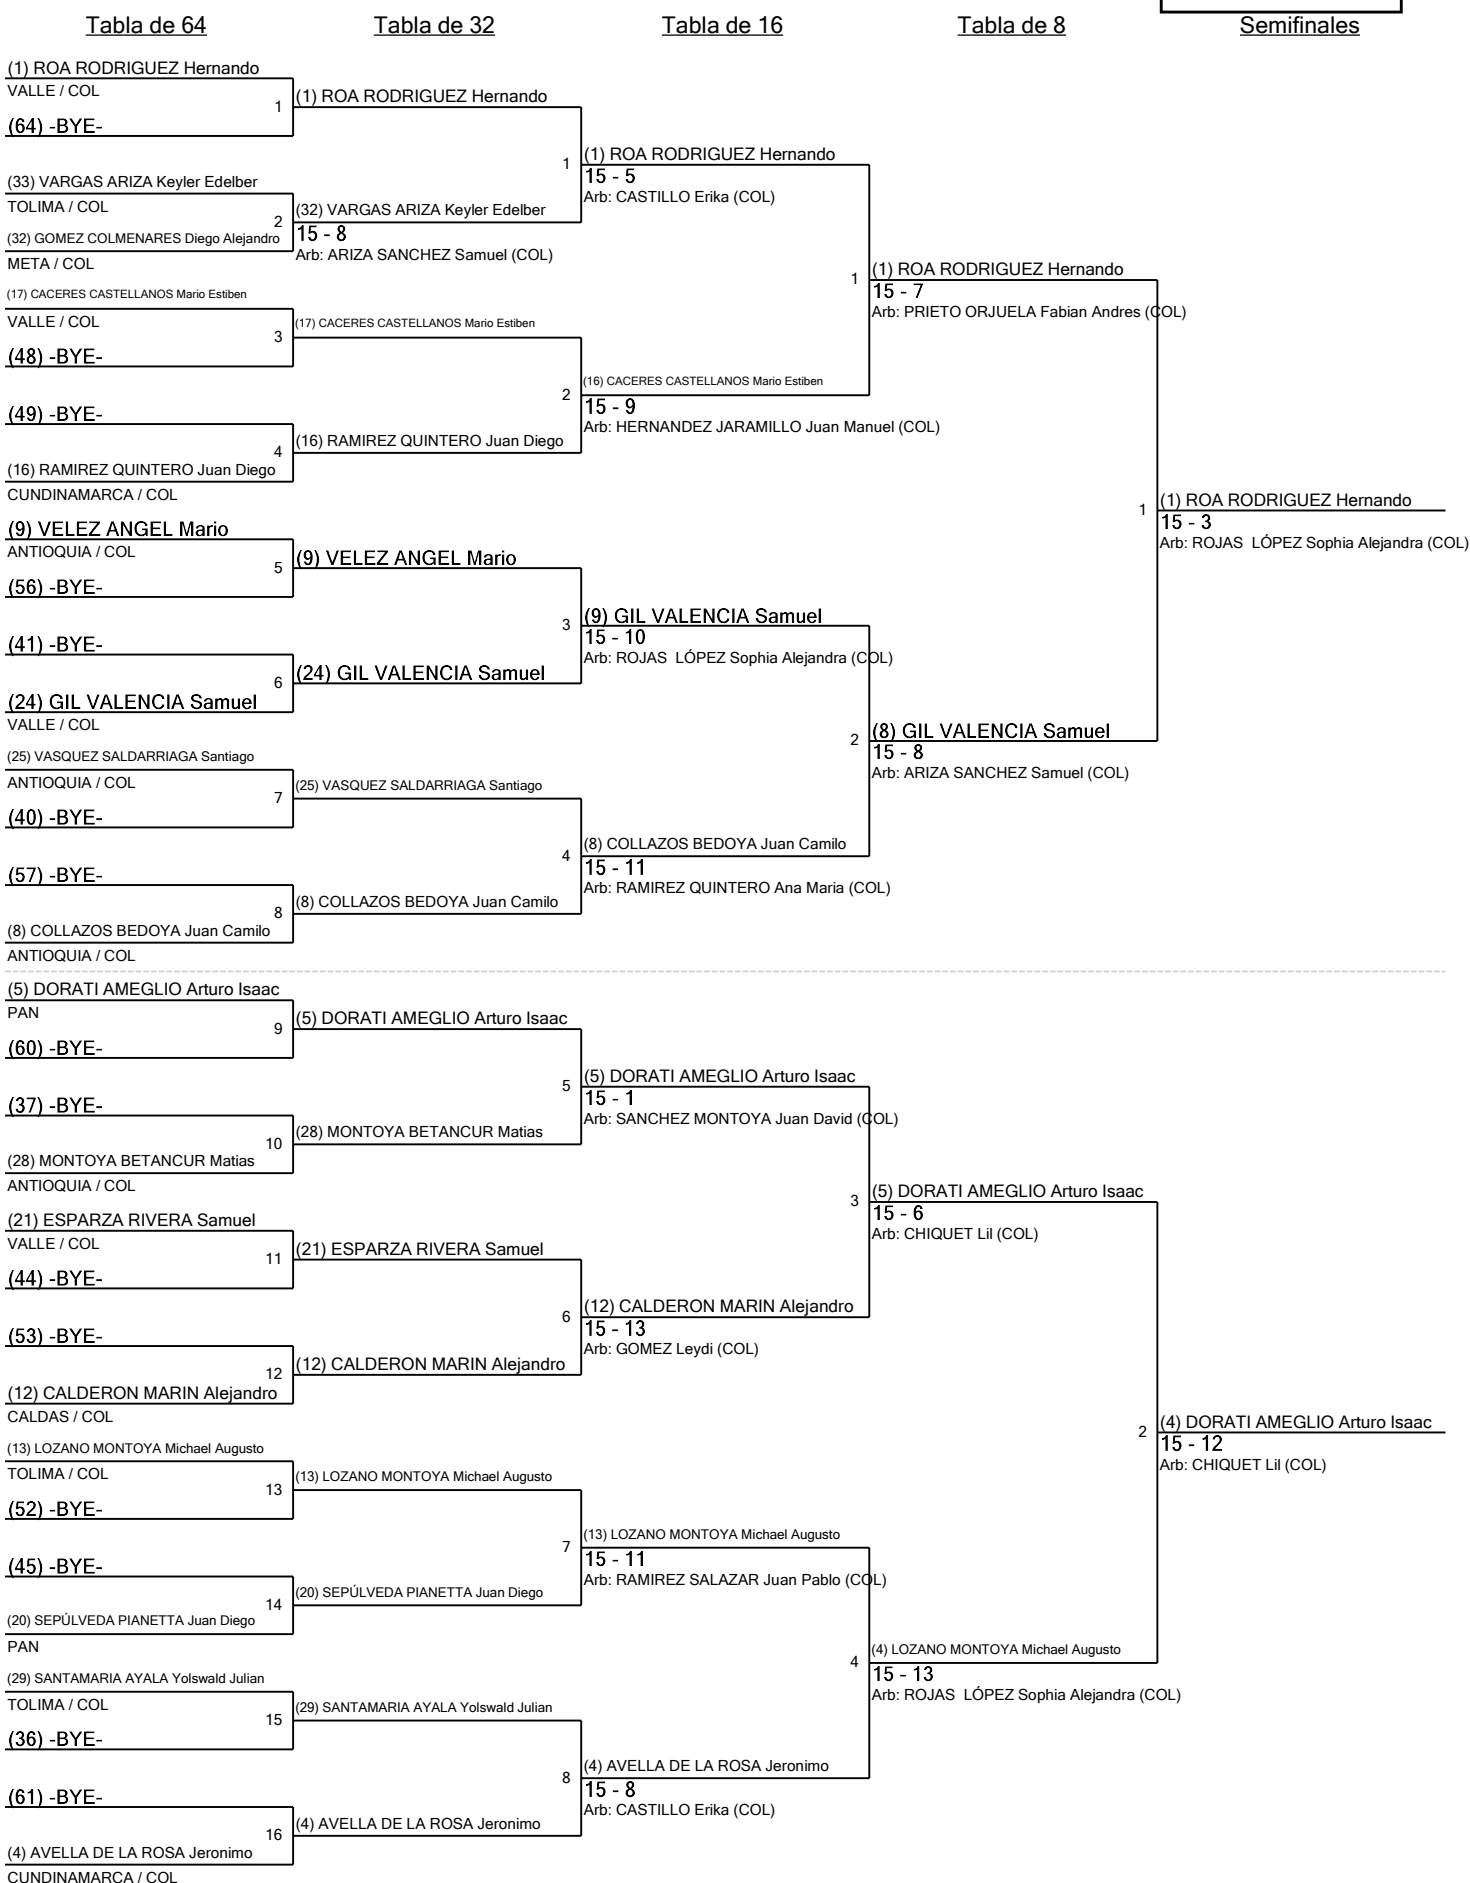 Tabla de 64
Tabla de 32
Tabla de 16
Tabla de 8
Semifinales
(1) ROA RODRIGUEZ Hernando
VALLE / COL
1
(64) -BYE-
(33) VARGAS ARIZA Keyler Edelber
TOLIMA / COL
2
(32) GOMEZ COLMENARES Diego Alejandro
META / COL
(17) CACERES CASTELLANOS Mario Estiben
VALLE / COL
3
(48) -BYE-
(49) -BYE-
4
(16) RAMIREZ QUINTERO Juan Diego
CUNDINAMARCA / COL
(9) VELEZ ANGEL Mario
ANTIOQUIA / COL
5
(56) -BYE-
(41) -BYE-
6
(24) GIL VALENCIA Samuel
VALLE / COL
(25) VASQUEZ SALDARRIAGA Santiago
ANTIOQUIA / COL
7
(40) -BYE-
(57) -BYE-
8
(8) COLLAZOS BEDOYA Juan Camilo
ANTIOQUIA / COL
(5) DORATI AMEGLIO Arturo Isaac
PAN
9
(60) -BYE-
(37) -BYE-
10
(28) MONTOYA BETANCUR Matias
ANTIOQUIA / COL
(21) ESPARZA RIVERA Samuel
VALLE / COL
11
(44) -BYE-
(53) -BYE-
12
(12) CALDERON MARIN Alejandro
CALDAS / COL
(13) LOZANO MONTOYA Michael Augusto
TOLIMA / COL
13
(52) -BYE-
(45) -BYE-
14
(20) SEPÚLVEDA PIANETTA Juan Diego
PAN
(29) SANTAMARIA AYALA Yolswald Julian
TOLIMA / COL
15
(36) -BYE-
(61) -BYE-
16
(4) AVELLA DE LA ROSA Jeronimo
CUNDINAMARCA / COL
(1) ROA RODRIGUEZ Hernando
1
(32) VARGAS ARIZA Keyler Edelber
15 - 8
Arb: ARIZA SANCHEZ Samuel (COL)
(17) CACERES CASTELLANOS Mario Estiben
2
(16) RAMIREZ QUINTERO Juan Diego
(9) VELEZ ANGEL Mario
3
(24) GIL VALENCIA Samuel
(25) VASQUEZ SALDARRIAGA Santiago
4
(8) COLLAZOS BEDOYA Juan Camilo
(5) DORATI AMEGLIO Arturo Isaac
5
(28) MONTOYA BETANCUR Matias
(21) ESPARZA RIVERA Samuel
6
(12) CALDERON MARIN Alejandro
(13) LOZANO MONTOYA Michael Augusto
7
(20) SEPÚLVEDA PIANETTA Juan Diego
(29) SANTAMARIA AYALA Yolswald Julian
8
(4) AVELLA DE LA ROSA Jeronimo
(1) ROA RODRIGUEZ Hernando
15 - 5
Arb: CASTILLO Erika (COL)
1
(16) CACERES CASTELLANOS Mario Estiben
15 - 9
Arb: HERNANDEZ JARAMILLO Juan Manuel (COL)
(9) GIL VALENCIA Samuel
15 - 10
Arb: ROJAS LÓPEZ Sophia Alejandra (COL)
2
(8) COLLAZOS BEDOYA Juan Camilo
15 - 11
Arb: RAMIREZ QUINTERO Ana Maria (COL)
(5) DORATI AMEGLIO Arturo Isaac
15 - 1
Arb: SANCHEZ MONTOYA Juan David (COL)
3
(12) CALDERON MARIN Alejandro
15 - 13
Arb: GOMEZ Leydi (COL)
(13) LOZANO MONTOYA Michael Augusto
15 - 11
Arb: RAMIREZ SALAZAR Juan Pablo (COL)
4
(4) AVELLA DE LA ROSA Jeronimo
15 - 8
Arb: CASTILLO Erika (COL)
(1) ROA RODRIGUEZ Hernando
15 - 7
Arb: PRIETO ORJUELA Fabian Andres (COL)
1
(8) GIL VALENCIA Samuel
15 - 8
Arb: ARIZA SANCHEZ Samuel (COL)
(5) DORATI AMEGLIO Arturo Isaac
15 - 6
Arb: CHIQUET Lil (COL)
2
(4) LOZANO MONTOYA Michael Augusto
15 - 13
Arb: ROJAS LÓPEZ Sophia Alejandra (COL)
(1) ROA RODRIGUEZ Hernando
15 - 3
Arb: ROJAS LÓPEZ Sophia Alejandra (COL)
(4) DORATI AMEGLIO Arturo Isaac
15 - 12
Arb: CHIQUET Lil (COL)